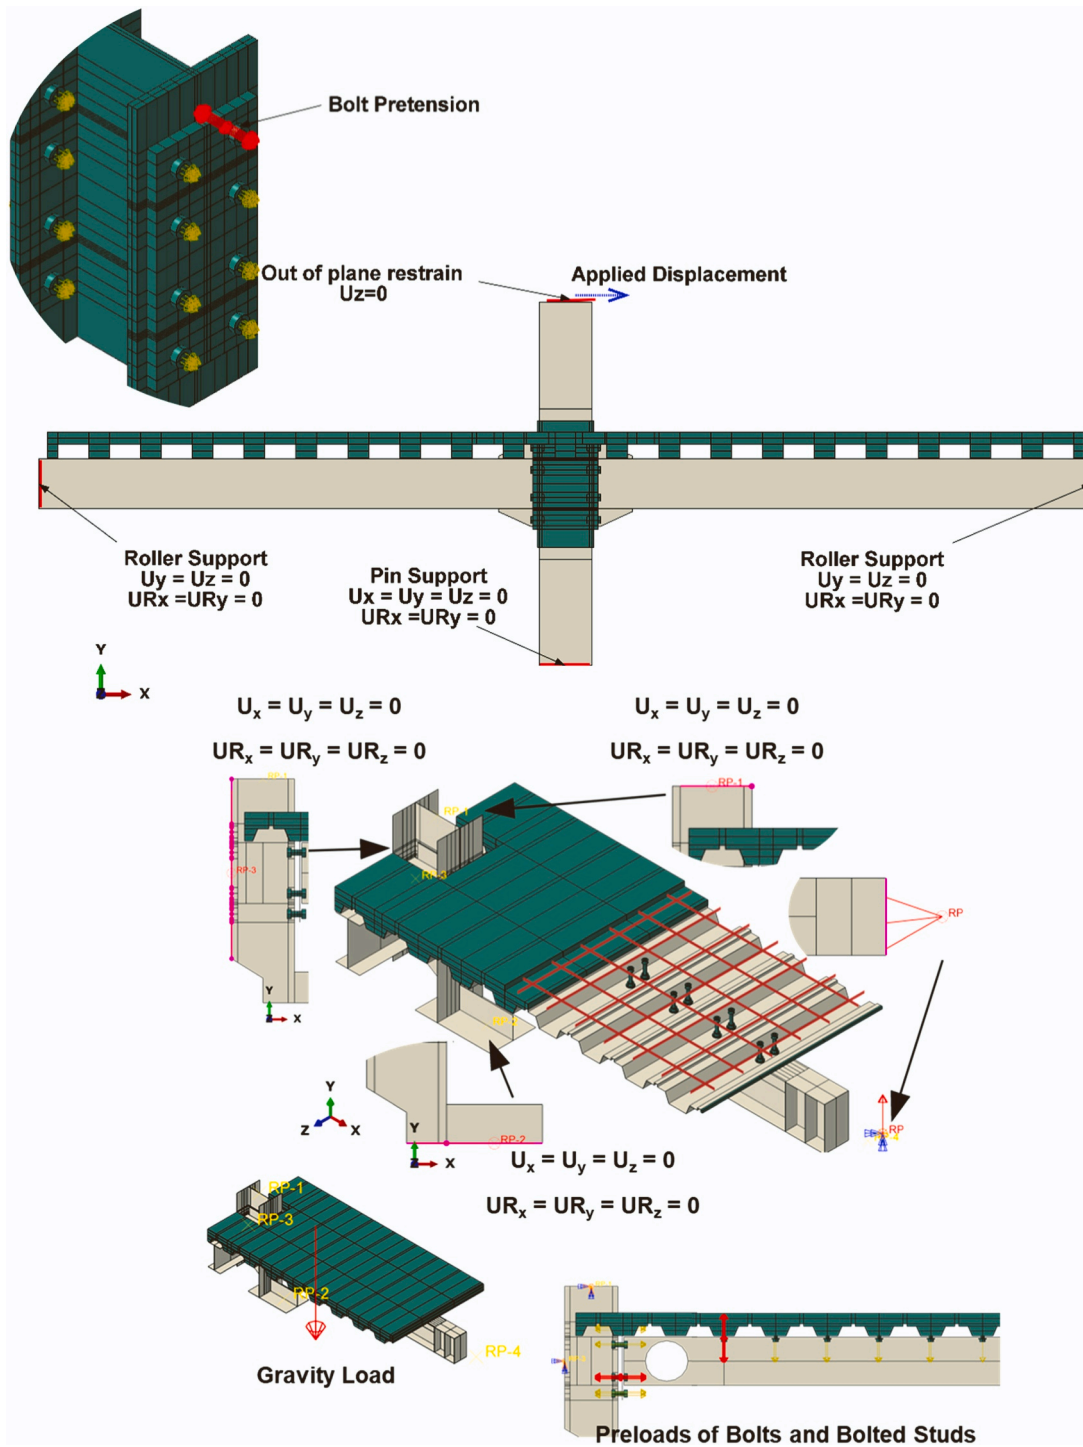 Bolt Pretension
Out of plane restrain
Uz=0
Applied Displacement
Roller Support
Uy = Uz = 0
URx =URy = 0
Pin Support
Ux = Uy = Uz = 0
URx =URy = 0
Roller Support
Uy = Uz = 0
URx =URy = 0
Y
X
Ux = Uy = Uz = 0
URx = URy = URz = 0
Ux = Uy = Uz = 0
URx = URy = URz = 0
RP-1
RP-1
RP-1
RP-3
RP-3
RP
Y
X
RP-2
Y
Z
X
Y
X
RP-2
RP
Ux = Uy = Uz = 0
URx = URy = URz = 0
RP-1
RP-3
RP-2
RP-4
Gravity Load
Preloads of Bolts and Bolted Studs